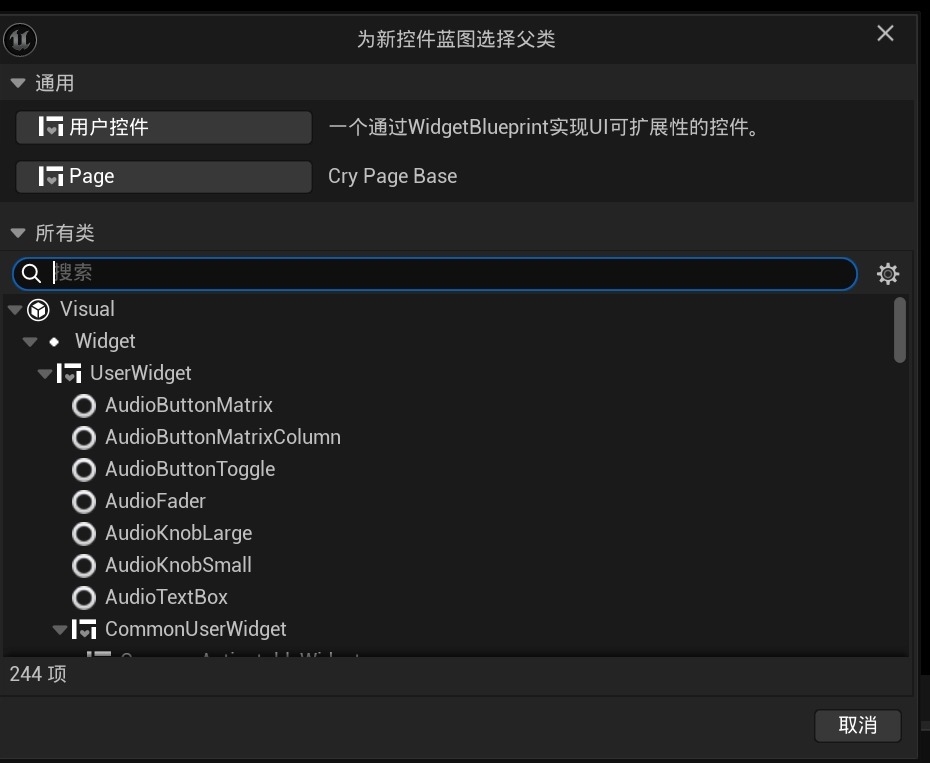 为新控件蓝图选择父类
通用
用户控件 一个通过WidgetBlueprint实现UI可扩展性的控件。
Page Cry Page Base
所有类
搜索
Visual
Widget
UserWidget
AudioButtonMatrix
AudioButtonMatrixColumn
AudioButtonToggle
AudioFader
AudioKnobLarge
AudioKnobSmall
AudioTextBox
CommonUserWidget
244 项
取消